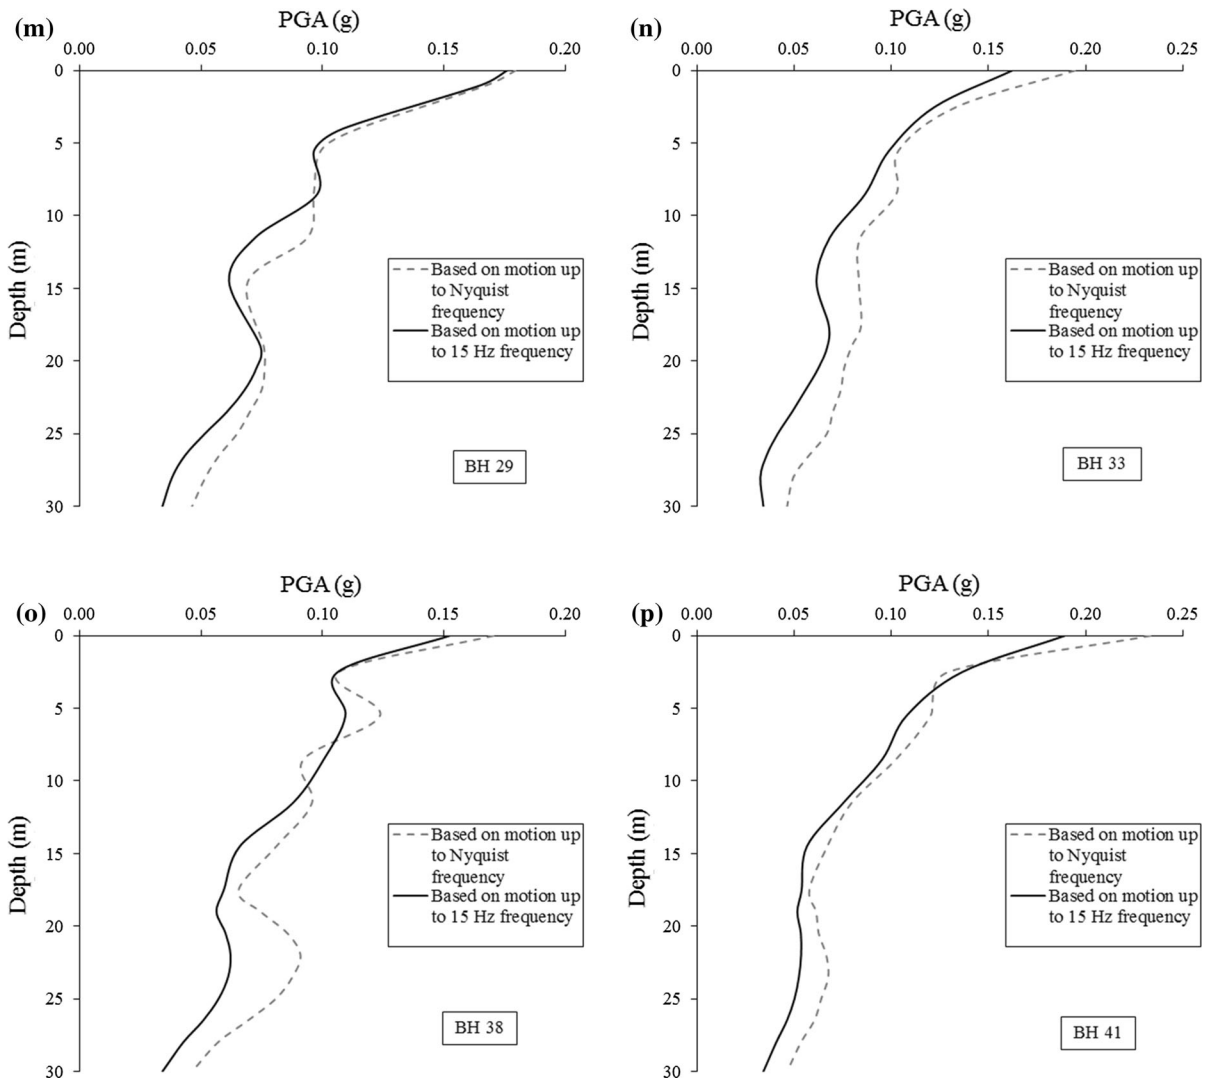 (m)
PGA (g)
0.00 0.05 0.10 0.15 0.20
0
5
10
15
20
25
30
Depth (m)
Based on motion up
to Nyquist
frequency
Based on motion up
to 15 Hz frequency
BH 29
(n)
PGA (g)
0.00 0.05 0.10 0.15 0.20 0.25
0
5
10
15
20
25
30
Depth (m)
Based on motion up
to Nyquist
frequency
Based on motion up
to 15 Hz frequency
BH 33
(o)
PGA (g)
0.00 0.05 0.10 0.15 0.20
0
5
10
15
20
25
30
Depth (m)
Based on motion up
to Nyquist
frequency
Based on motion up
to 15 Hz frequency
BH 38
(p)
PGA (g)
0.00 0.05 0.10 0.15 0.20 0.25
0
5
10
15
20
25
30
Depth (m)
Based on motion up
to Nyquist
frequency
Based on motion up
to 15 Hz frequency
BH 41